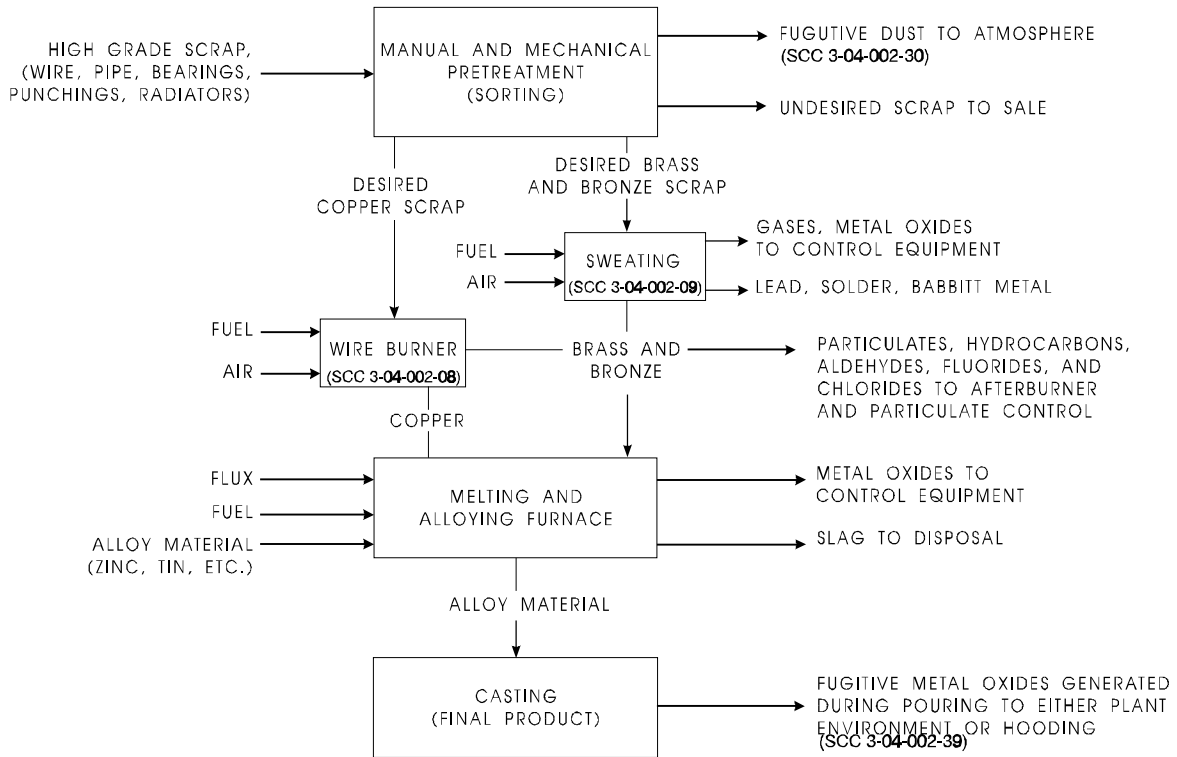 HIGH GRADE SCRAP,
(WIRE, PIPE, BEARINGS,
PUNCHINGS, RADIATORS)
MANUAL AND MECHANICAL
PRETREATMENT
(SORTING)
FUGUTIVE DUST TO ATMOSPHERE
(SCC 3-04-002-30)
UNDESIRED SCRAP TO SALE
DESIRED
COPPER SCRAP
DESIRED BRASS
AND BRONZE SCRAP
FUEL
AIR
SWEATING
(SCC 3-04-002-09)
GASES, METAL OXIDES
TO CONTROL EQUIPMENT
LEAD, SOLDER, BABBITT METAL
FUEL
AIR
WIRE BURNER
(SCC 3-04-002-08)
BRASS AND
BRONZE
PARTICULATES, HYDROCARBONS,
ALDEHYDES, FLUORIDES, AND
CHLORIDES TO AFTERBURNER
AND PARTICULATE CONTROL
COPPER
FLUX
FUEL
ALLOY MATERIAL
(ZINC, TIN, ETC.)
MELTING AND
ALLOYING FURNACE
METAL OXIDES TO
CONTROL EQUIPMENT
SLAG TO DISPOSAL
ALLOY MATERIAL
CASTING
(FINAL PRODUCT)
FUGITIVE METAL OXIDES GENERATED
DURING POURING TO EITHER PLANT
ENVIRONMENT OR HOODING
(SCC 3-04-002-39)